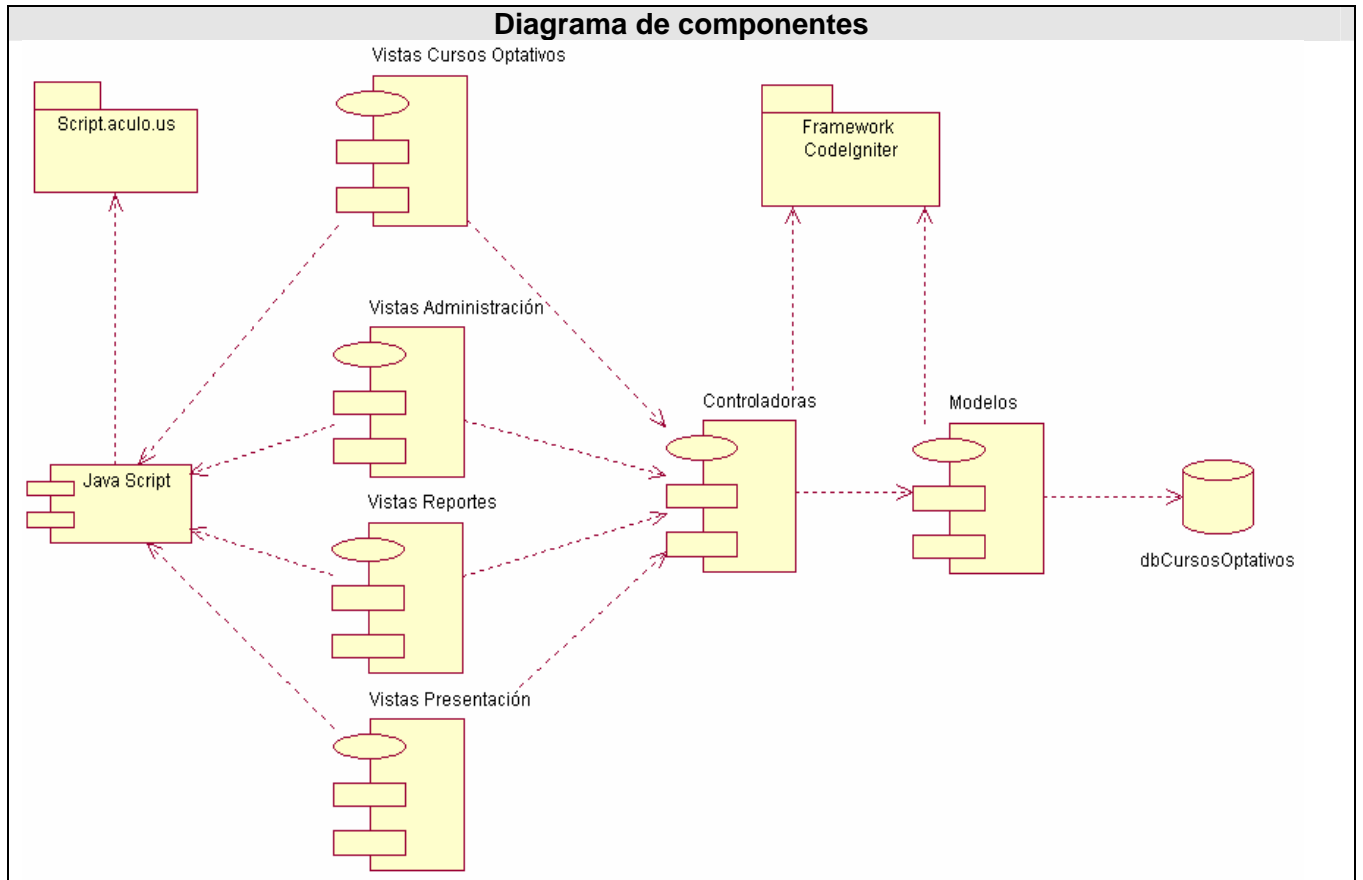 Diagrama de componentes
Vistas Cursos Optativos
Script.aculo.us
Framework
CodeIgniter
Vistas Administración
Controladoras
Modelos
Java Script
Vistas Reportes
dbCursosOptativos
Vistas Presentación